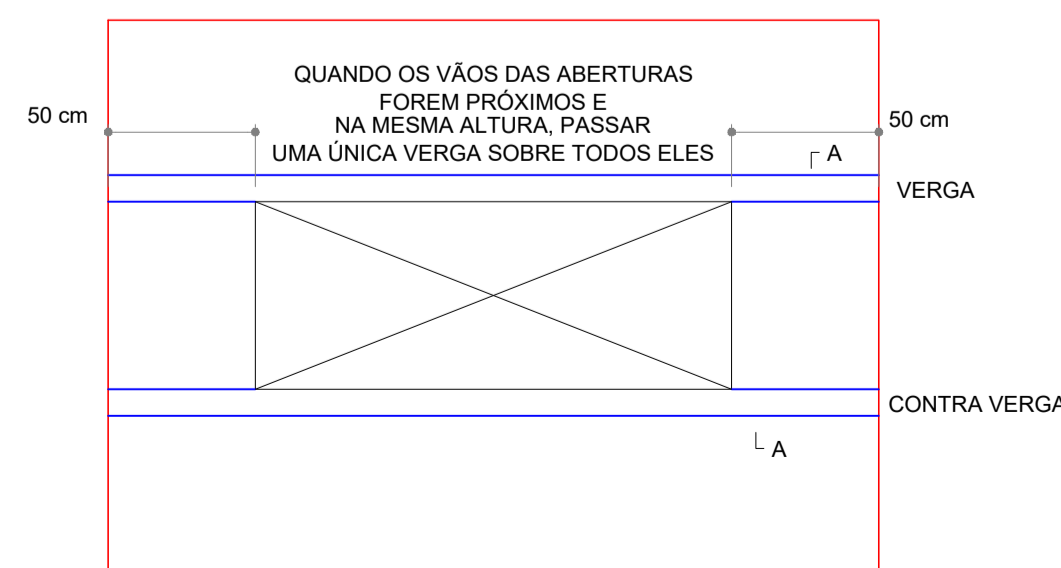 QUANDO OS VÃOS DAS ABERTURAS
FOREM PRÓXIMOS E
NA MESMA ALTURA, PASSAR
UMA ÚNICA VERGA SOBRE TODOS ELES
50 cm
50 cm
A
VERGA
CONTRA VERGA
A